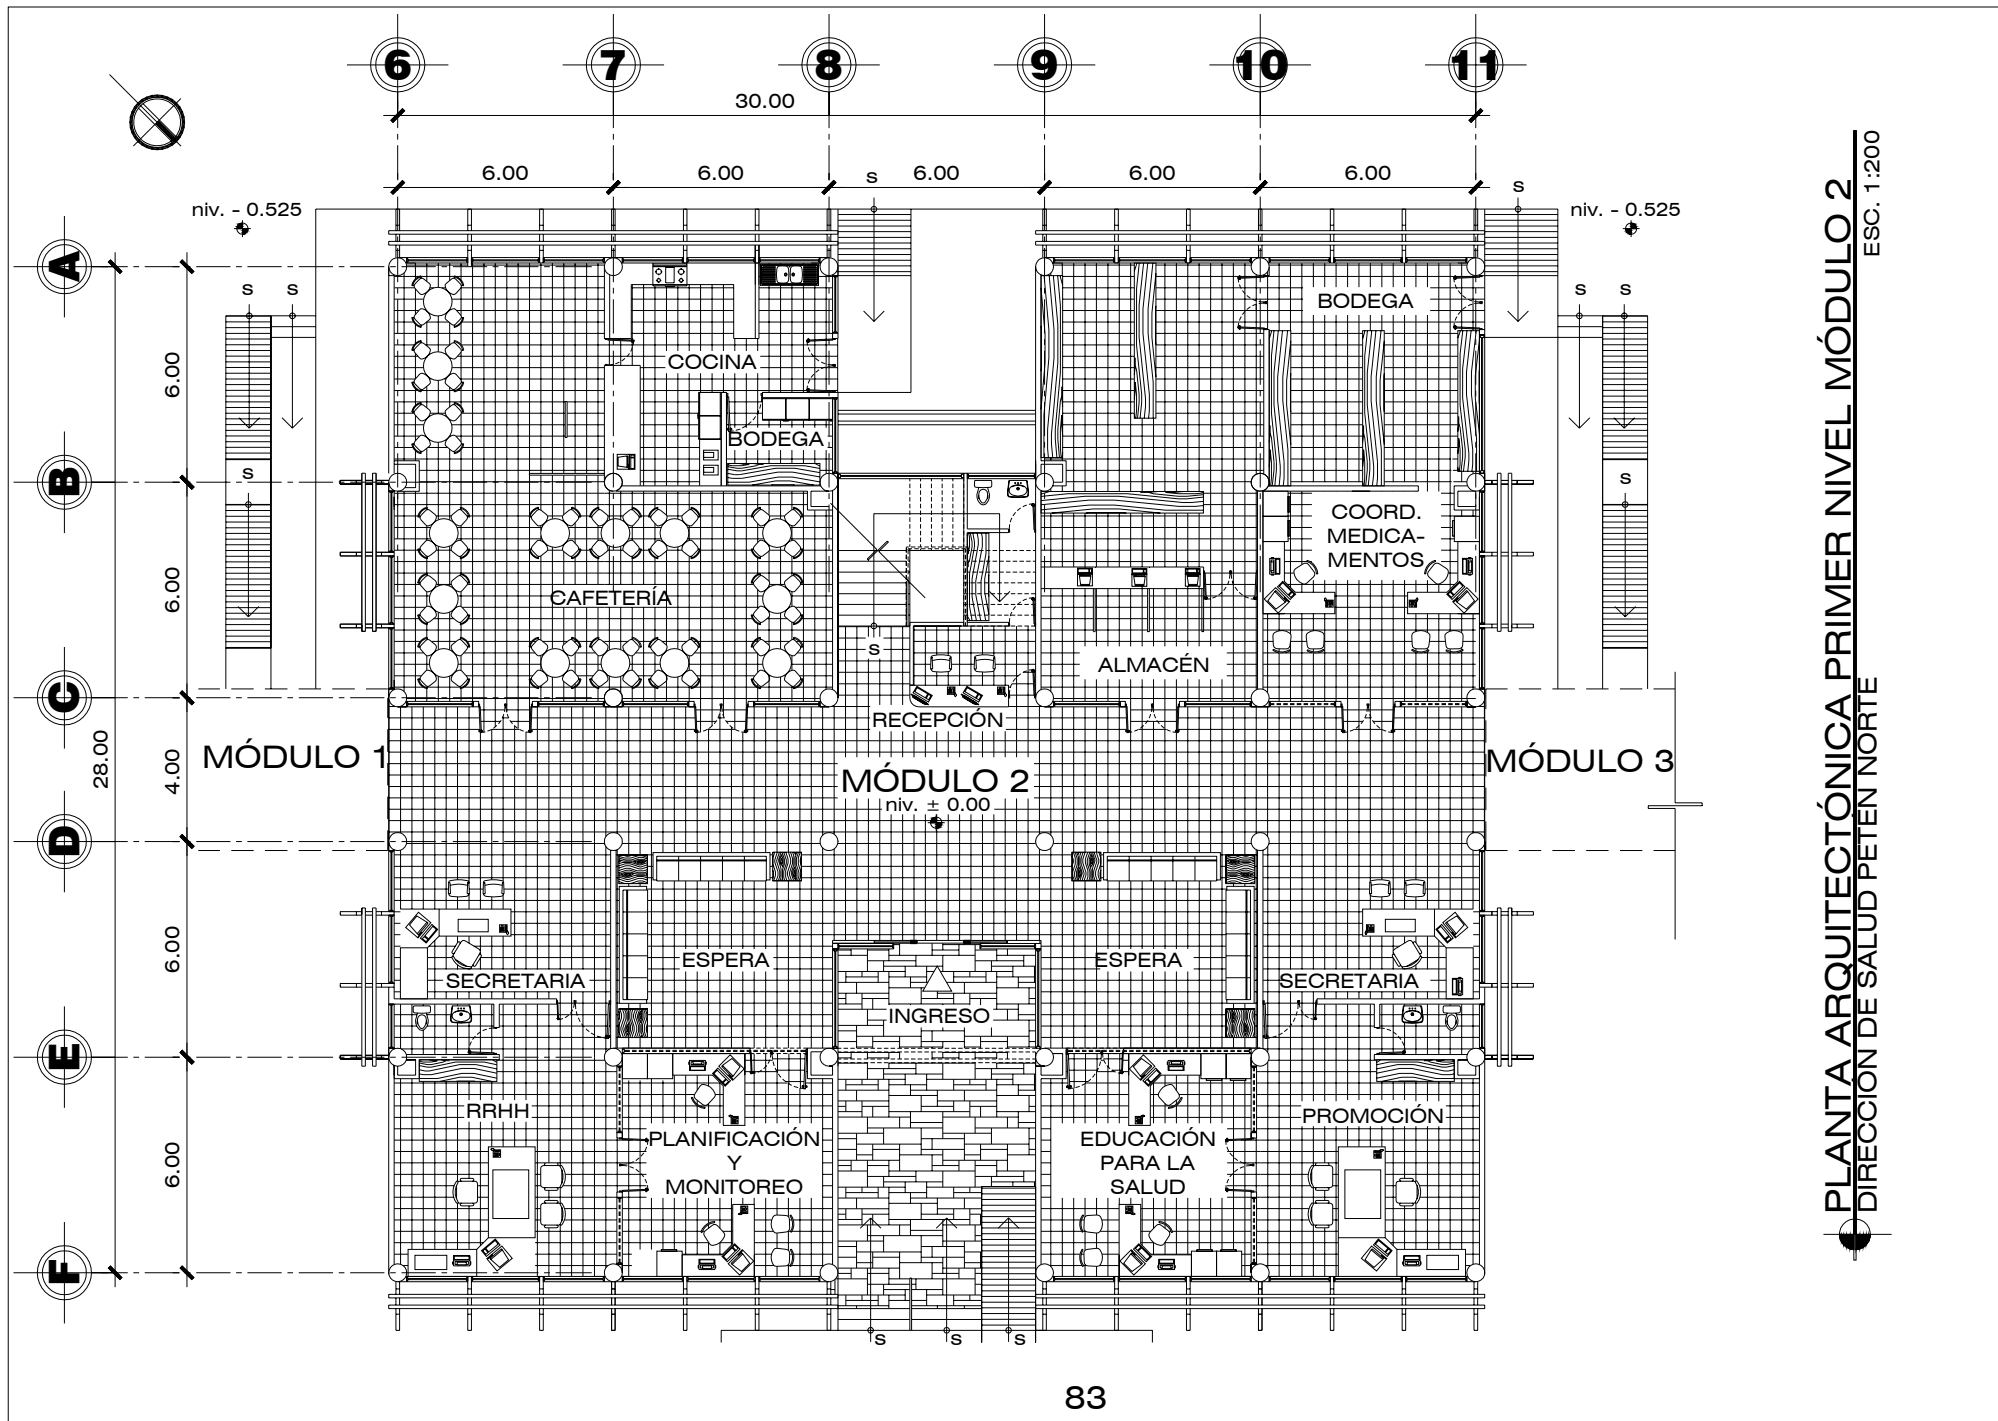 6 7 8 9 10 11
30.00
6.00 6.00 6.00 6.00 6.00
s
s
s
niv. - 0.525
niv. - 0.525
A
s s
s s
BODEGA
COCINA
6.00
BODEGA
B
s
s
COORD.
MEDICA-
MENTOS
6.00
CAFETERÍA
s
ALMACÉN
C
RECEPCIÓN
28.00
4.00
MÓDULO 1
MÓDULO 2
niv. ± 0.00
MÓDULO 3
D
6.00
ESPERA
ESPERA
SECRETARIA
SECRETARIA
INGRESO
E
RRHH
PROMOCIÓN
PLANIFICACIÓN
Y
MONITOREO
EDUCACIÓN
PARA LA
SALUD
6.00
F
s s s
PLANTA ARQUITECTÓNICA PRIMER NIVEL MÓDULO 2
ESC. 1:200
DIRECCIÓN DE SALUD PETÉN NORTE
83